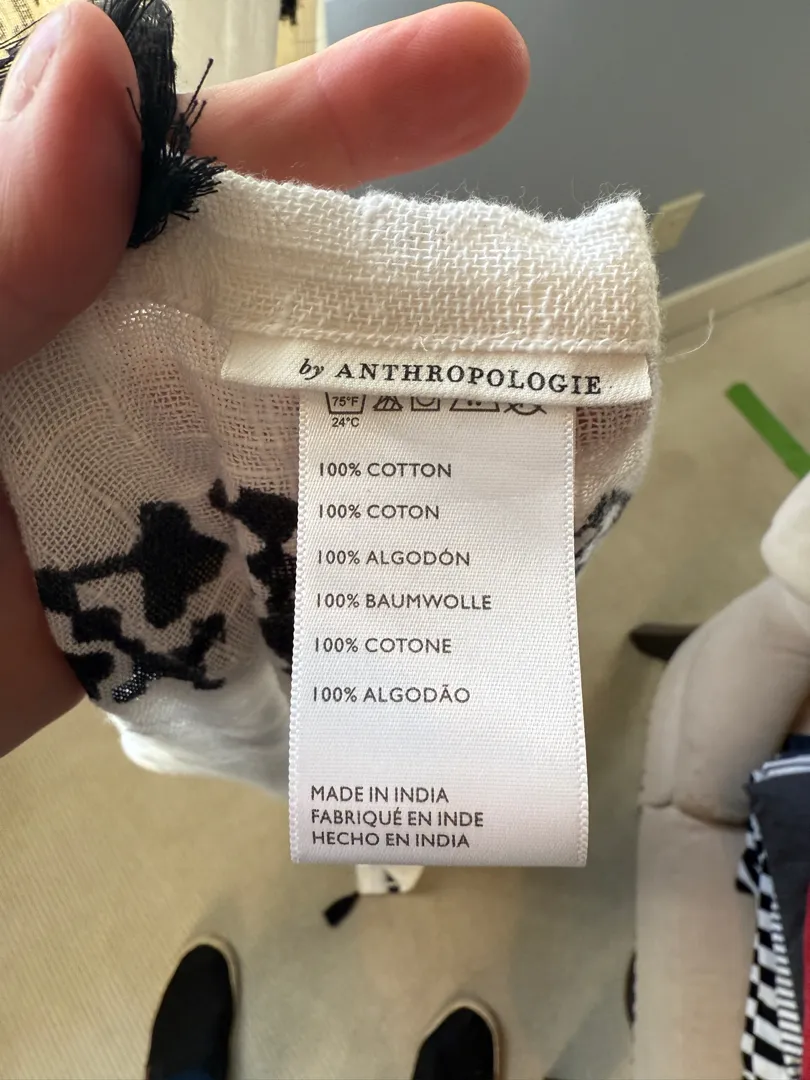 by ANTHROPOLOGIE
75°F
24°C
100% COTTON
100% COTON
100% ALGODÓN
100% BAUMWOLLE
100% COTONE
100% ALGODÃO
MADE IN INDIA
FABRIQUÉ EN INDE
HECHO EN INDIA